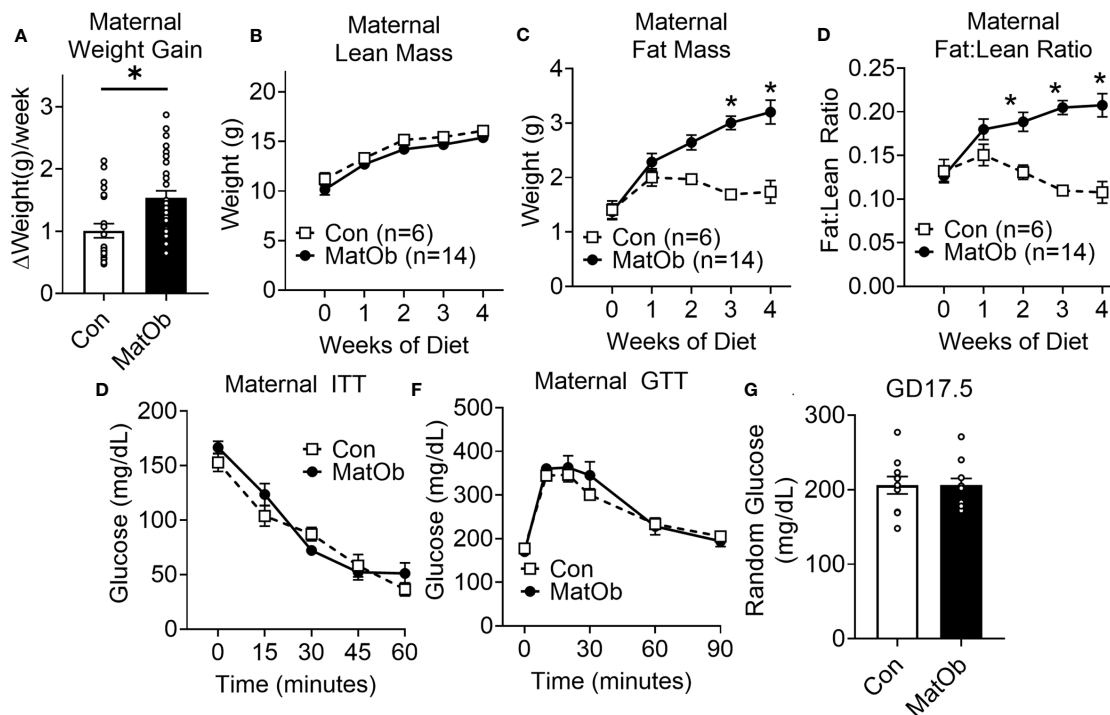 A
Maternal
Weight Gain
*
ΔWeight(g)/week
3
2
1
0
Con
MatOb
B
Maternal
Lean Mass
Weight (g)
20
15
10
5
0
Con (n=6)
MatOb (n=14)
0 1 2 3 4
Weeks of Diet
C
Maternal
Fat Mass
Weight (g)
4
3
2
1
0
* *
Con (n=6)
MatOb (n=14)
0 1 2 3 4
Weeks of Diet
D
Maternal
Fat:Lean Ratio
Fat:Lean Ratio
0.25
0.20
0.15
0.10
0.05
0.00
* * *
Con (n=6)
MatOb (n=14)
0 1 2 3 4
Weeks of Diet
D
Maternal ITT
Glucose (mg/dL)
200
150
100
50
0
Con
MatOb
0 15 30 45 60
Time (minutes)
F
Maternal GTT
Glucose (mg/dL)
500
400
300
200
100
0
Con
MatOb
0 30 60 90
Time (minutes)
G
GD17.5
Random Glucose
(mg/dL)
300
200
100
0
Con
MatOb